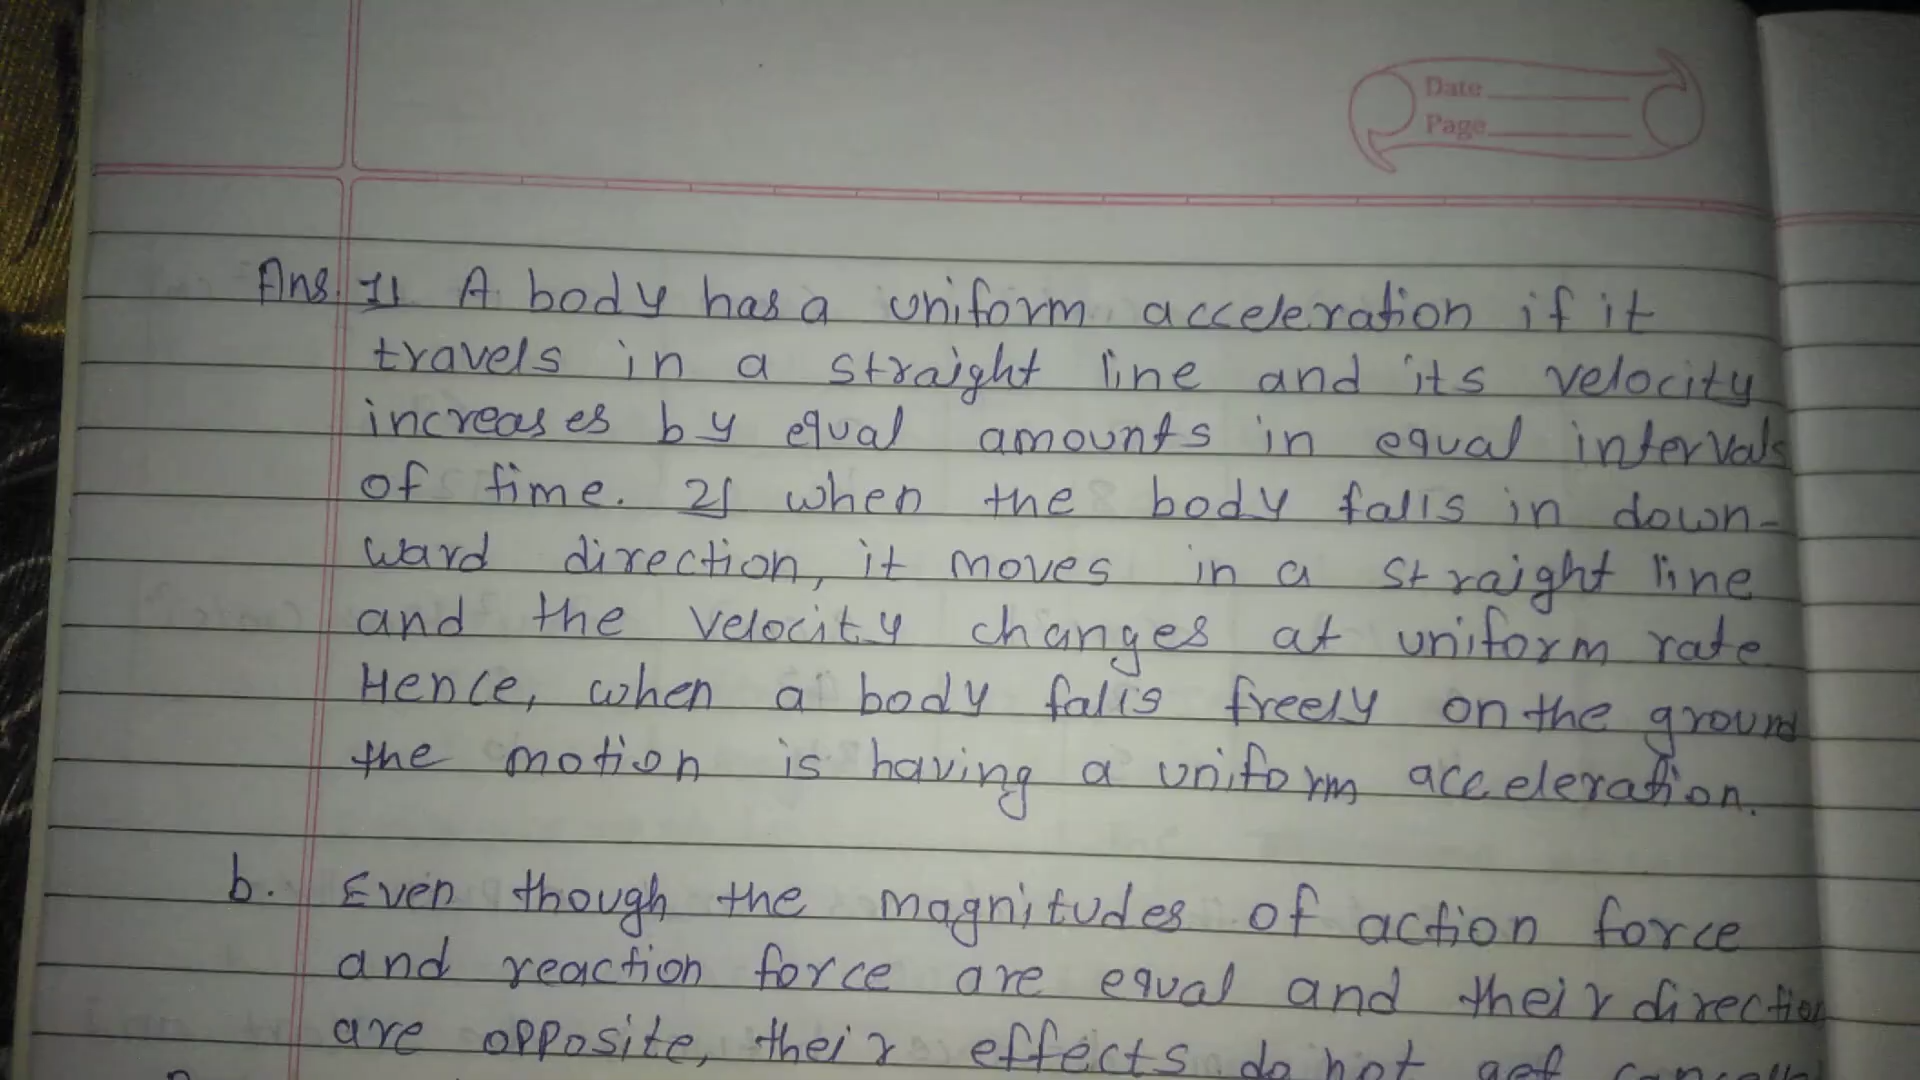 Date
Page
Ans. 1] A body has a uniform acceleration if it
travels in a straight line and its velocity
increases by equal amounts in equal intervals
of time. 2] when the body falls in down-
ward direction, it moves in a straight line
and the velocity changes at uniform rate
Hence, when a body falls freely on the ground
the motion is having a uniform acceleration.
b. Even though the magnitudes of action force
and reaction force are equal and their direction
are opposite, their effects do not get